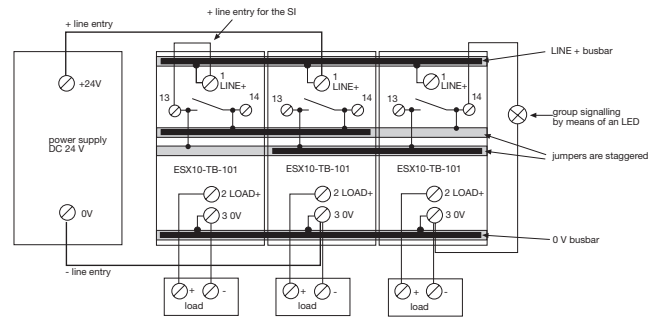 + line entry for the SI
+ line entry
LINE + busbar
+24V
1
LINE+
1
LINE+
1
LINE+
13
14
13
14
13
14
group signalling
by means of an LED
power supply
DC 24 V
jumpers are staggered
ESX10-TB-101
ESX10-TB-101
ESX10-TB-101
2 LOAD+
2 LOAD+
2 LOAD+
0V
3 0V
3 0V
3 0V
0 V busbar
- line entry
+ -
load
+ -
load
+ -
load